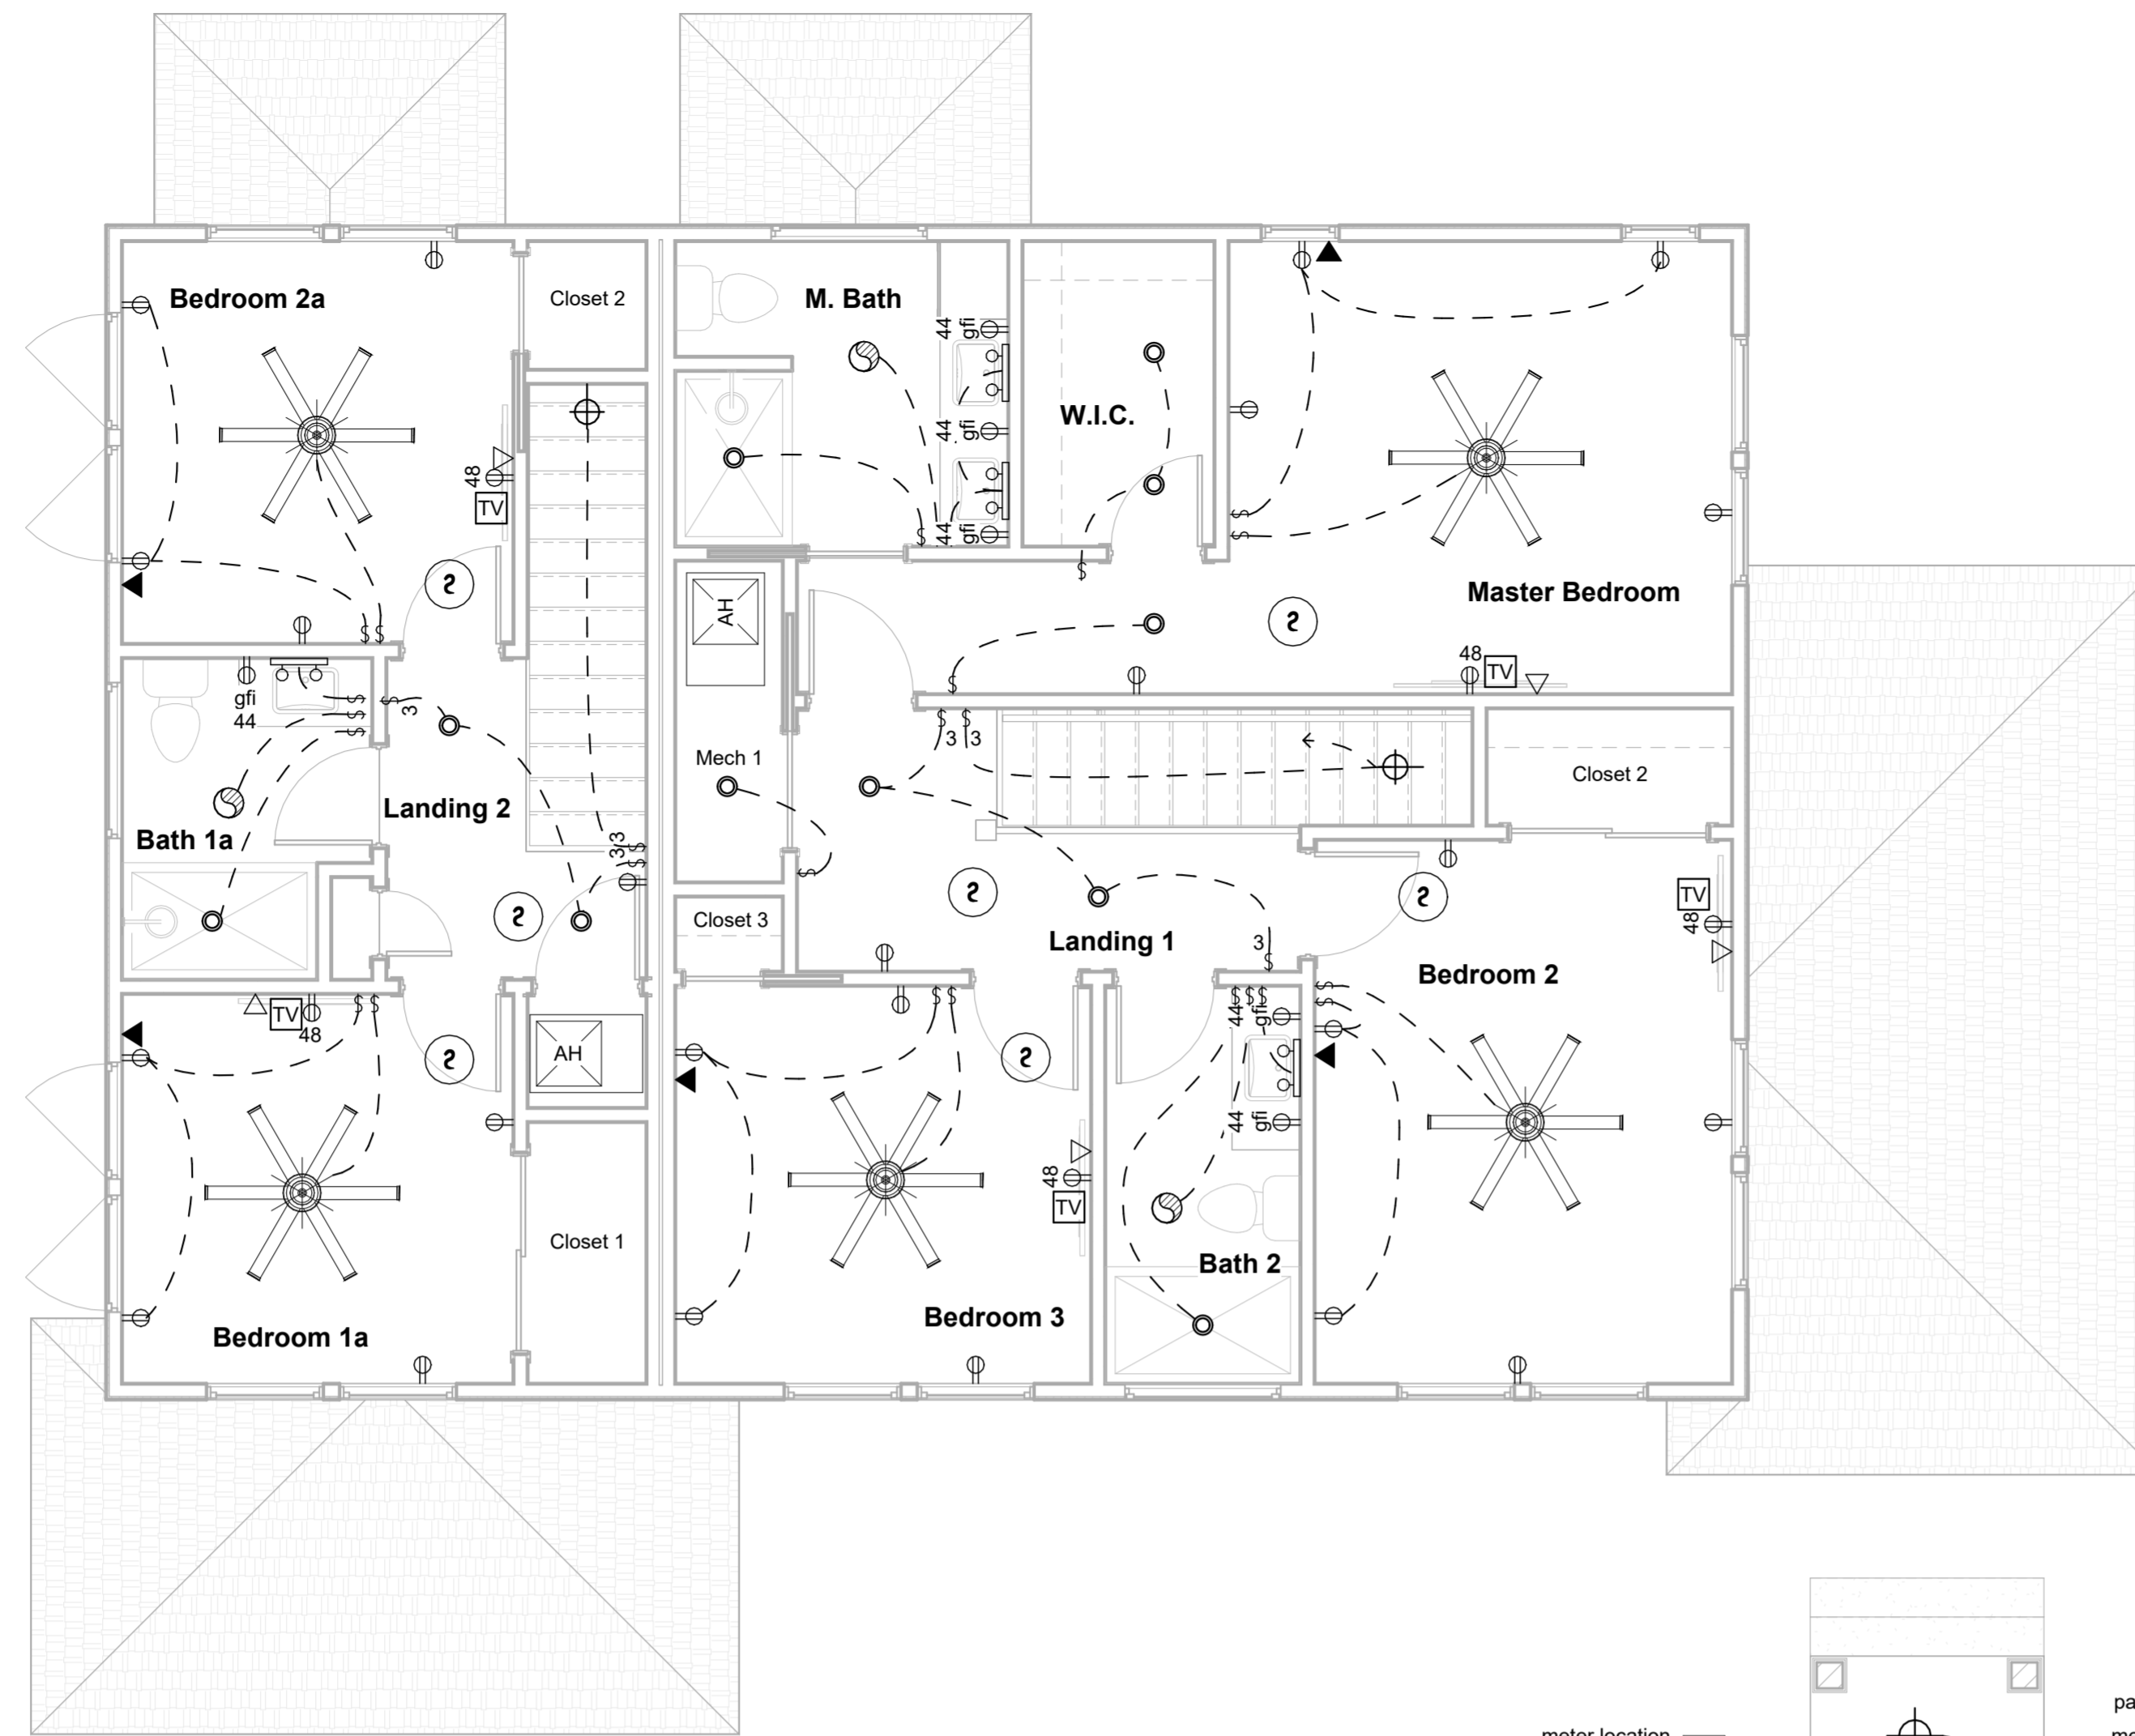 Bedroom 2a
Closet 2
M. Bath
44
gfi
W.I.C.
44
gfi
48
TV
44
gfi
Master Bedroom
AH
48
TV
gfi
44
3
3
3
Mech 1
Closet 2
Landing 2
Bath 1a
3
3
TV
48
Closet 3
Landing 1
3
Bedroom 2
TV
48
44
gfi
AH
44
gfi
48
TV
Closet 1
Bath 2
Bedroom 3
Bedroom 1a
meter location